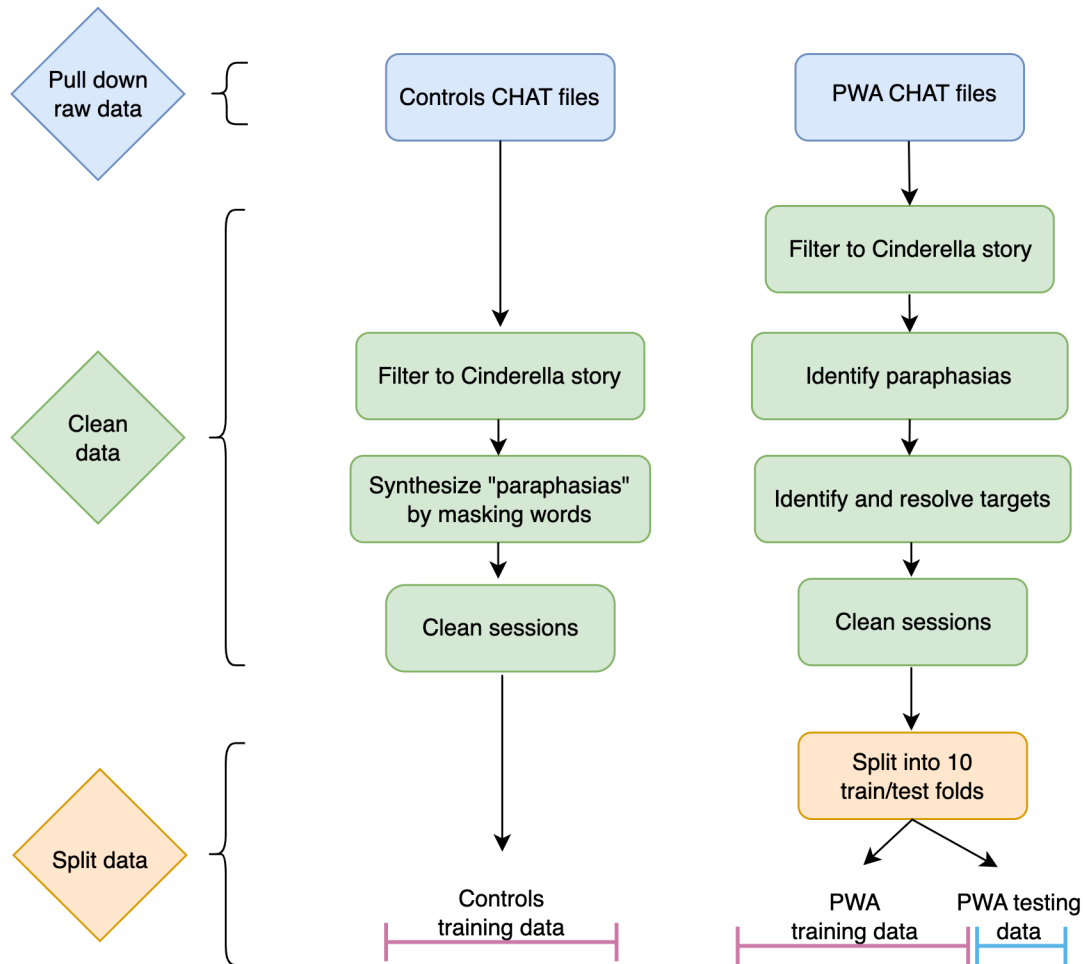 Pull down
raw data
Controls CHAT files
PWA CHAT files
Clean
data
Filter to Cinderella story
Synthesize "paraphasias"
by masking words
Clean sessions
Filter to Cinderella story
Identify paraphasias
Identify and resolve targets
Clean sessions
Split data
Split into 10
train/test folds
Controls
training data
PWA
training data
PWA testing
data